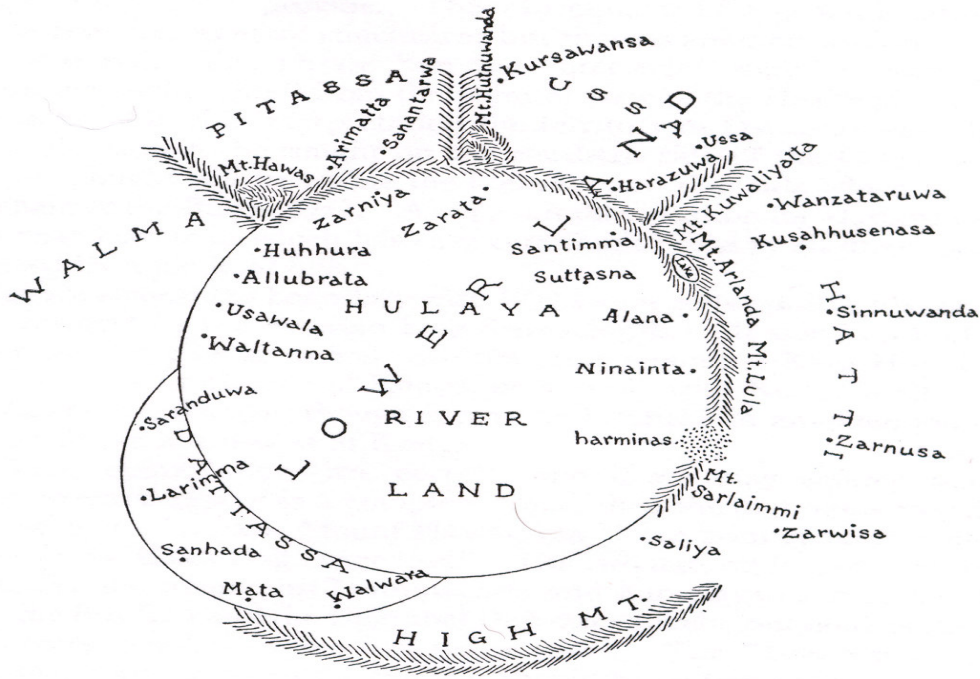 PITASSA
Mt.Hawas
Arimatta
Sanantarwa
Mt.Hutnuwanda
Kursawansa
USSA
LOWER LAND
Ussa
Harazuwa
Mt.Kuwaliyatta
Wanzataruwa
Kusahhusenasa
WALMA
Zarniya
Zarata
Huhhura
Allubrata
Santimma
Suttasna
Lake
Mt.Arlanda
HULAYA
Alana
HATTI
Sinnuwanda
Usawala
Waltanna
Mt.Lula
Ninainta
Saranduwa
RIVER
harminas
Zarnusa
DATTASSA
Larimma
LAND
Mt.
Sarlaimmi
Zarwisa
Sanhada
Saliya
Mata
Walwara
HIGH MT.